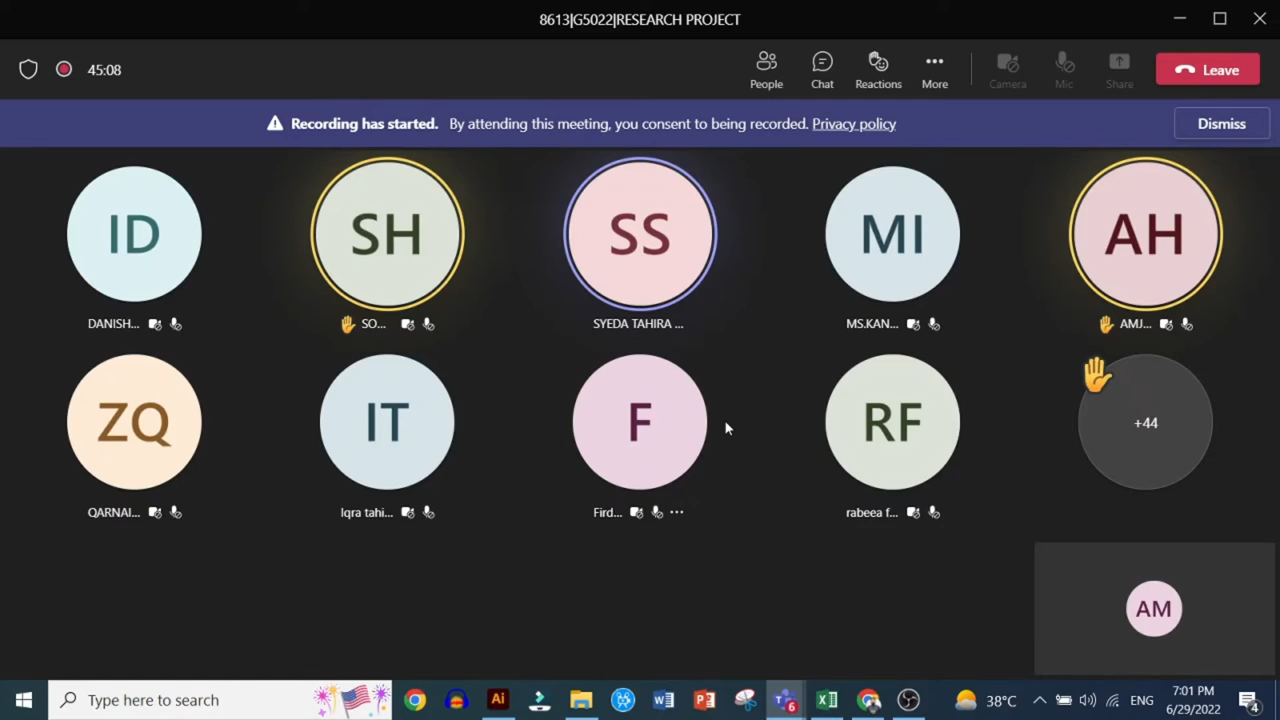 8613|G5022|RESEARCH PROJECT
45:08
People
Chat
Reactions
More
Camera
Mic
Share
Leave
Recording has started. By attending this meeting, you consent to being recorded. Privacy policy
Dismiss
ID
SH
SS
MI
AH
DANISH...
SO...
SYEDA TAHIRA ...
MS.KAN...
AMJ...
ZQ
IT
F
RF
+44
QARNAI...
Iqra tahi...
Fird...
rabeea f...
AM
Type here to search
Ai
6
38°C
ENG
7:01 PM
6/29/2022
4